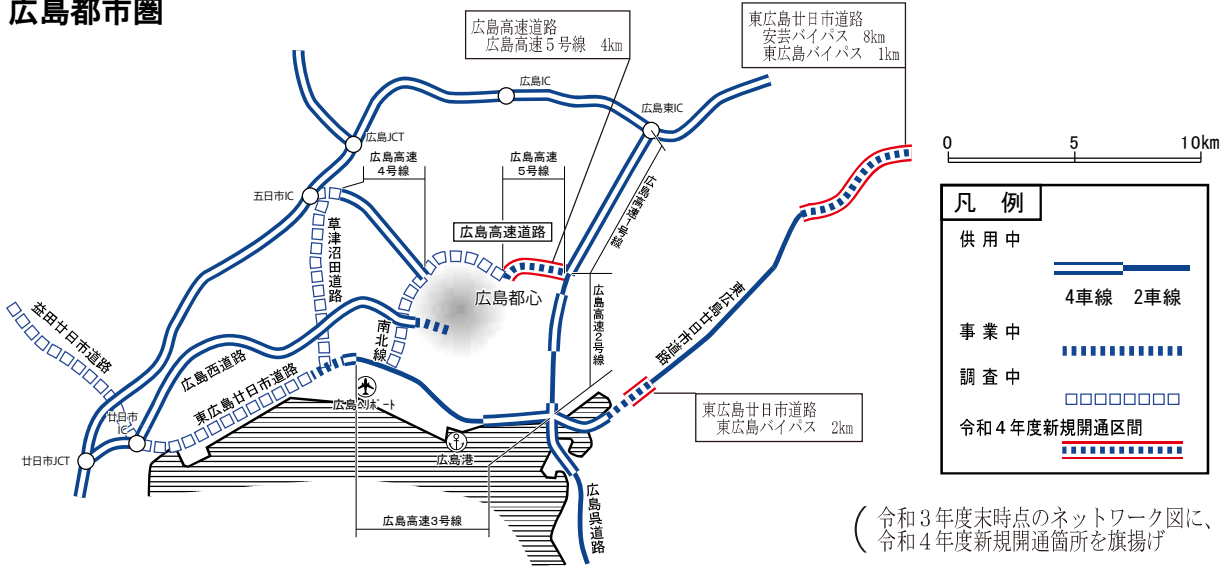 広島都市圏
広島高速道路
広島高速5号線 4km
東広島廿日市道路
安芸バイパス 8km
東広島バイパス 1km
広島IC
広島東IC
広島JCT
広島高速
4号線
広島高速
5号線
五日市IC
広島高速1号線
草津沼田道路
広島高速道路
広島都心
広島高速2号線
東広島廿日市道路
益田廿日市道路
広島西道路
南北線
東広島廿日市道路
広島ヘリポート
廿日市
IC
廿日市JCT
広島港
東広島廿日市道路
東広島バイパス 2km
広島高速3号線
広島呉道路
0 5 10km
凡 例
供用中
4車線 2車線
事業中
調査中
令和4年度新規開通区間
( 令和3年度末時点のネットワーク図に、
令和4年度新規開通箇所を旗揚げ